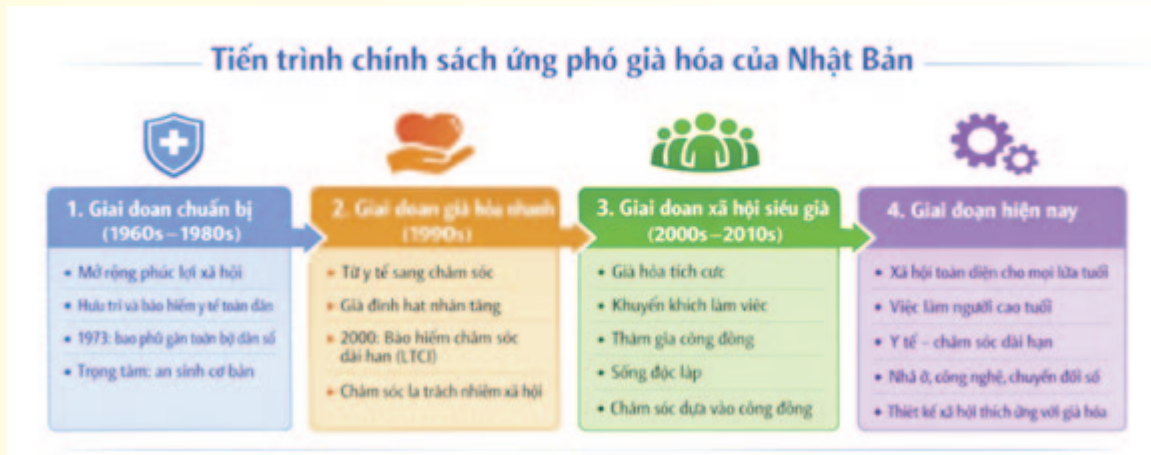 Tiến trình chính sách ứng phó già hóa của Nhật Bản
1. Giai doan chuẩn bị
(1960s–1980s)
• Mở rộng phúc lợi xã hội
• Hưu trí và bảo hiểm y tế toàn dân
• 1973: bao phủ gần toàn bộ dân số
• Trọng tâm: an sinh cơ bản
2. Giai đoạn già hóa nhanh
(1990s)
• Từ y tế sang chăm sóc
• Gia đình hạt nhân tăng
• 2000: Bảo hiểm chăm sóc
dài hạn (LTCI)
• Chăm sóc là trách nhiệm xã hội
3. Giai đoạn xã hội siéu già
(2000s–2010s)
• Già hóa tích cực
• Khuyến khích làm việc
• Thăm gia công đồng
• Sống độc lập
• Chăm sóc dựa vào công đồng
4. Giai đoạn hiện nay
• Xã hội toàn diện cho mọi lứa tuổi
• Việc làm người cao tuổi
• Y tế – chăm sóc dài hạn
• Nhà ở, công nghệ, chuyển đổi số
• Thiết kế xã hội thích ứng với già hóa